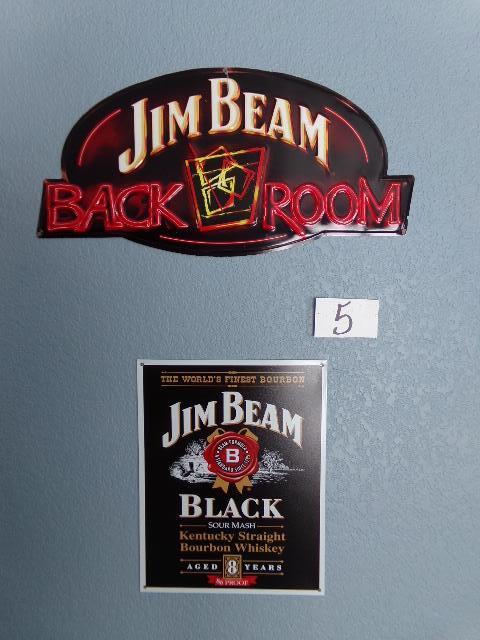 JIM BEAM
BACK ROOM
5
THE WORLD'S FINEST BOURBON
JIM BEAM
B
BLACK
SOUR MASH
Kentucky Straight
Bourbon Whiskey
AGED 8 YEARS
86 PROOF